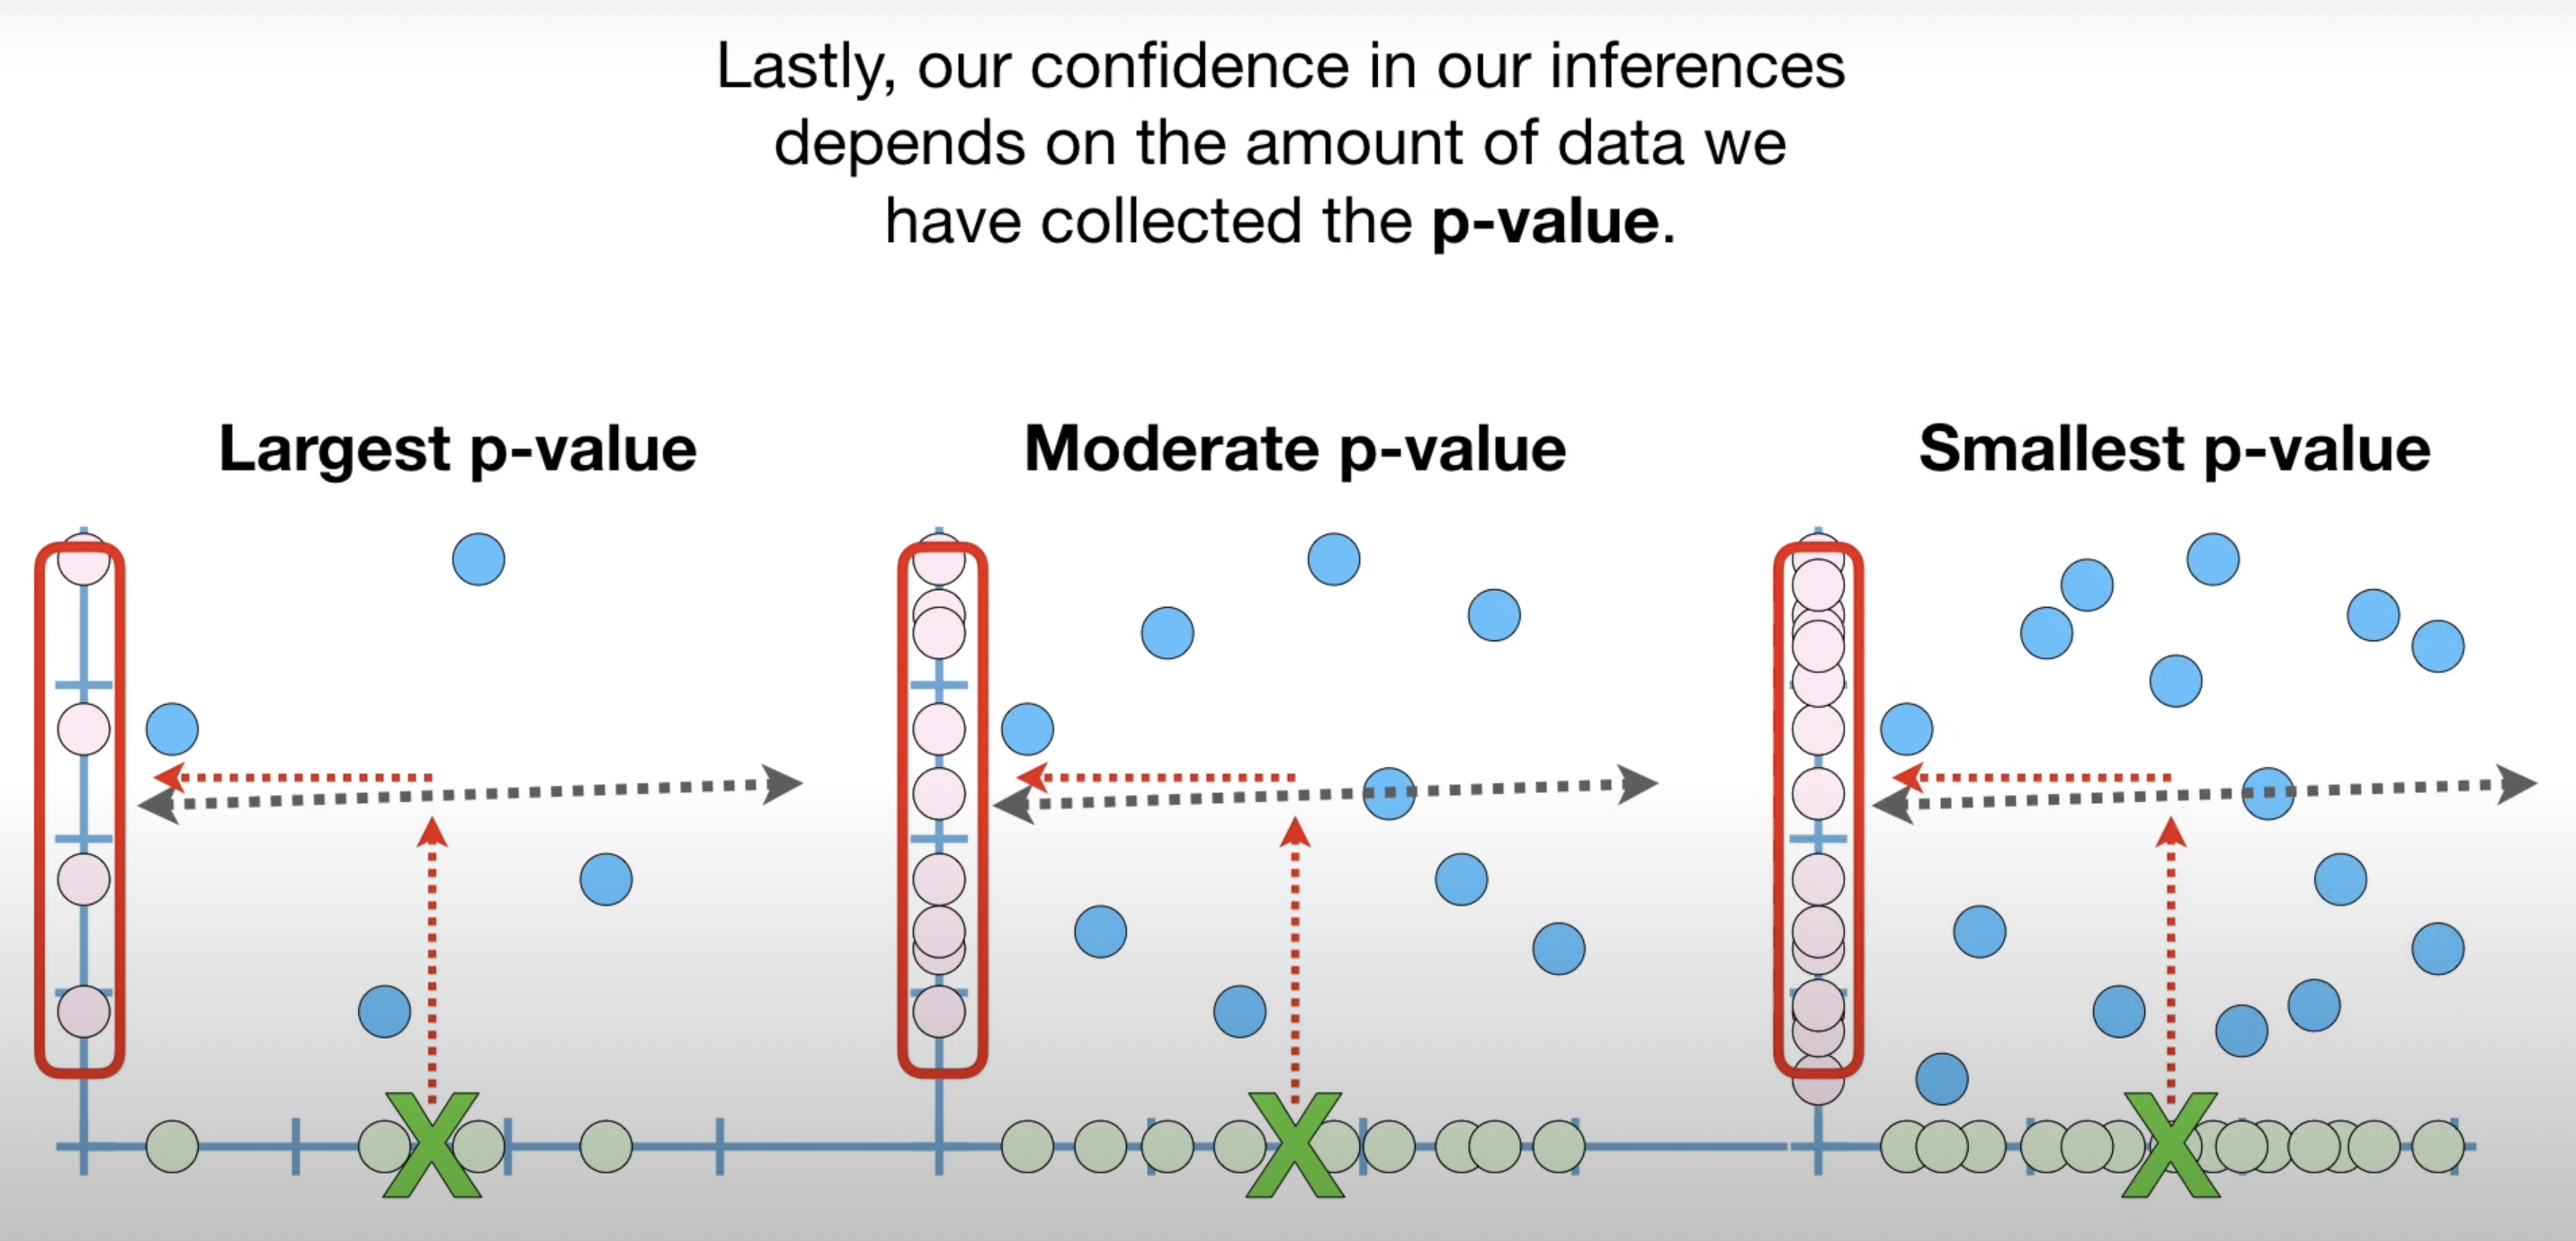 Lastly, our confidence in our inferences
depends on the amount of data we
have collected the p-value.
Largest p-value
Moderate p-value
Smallest p-value
X
X
X